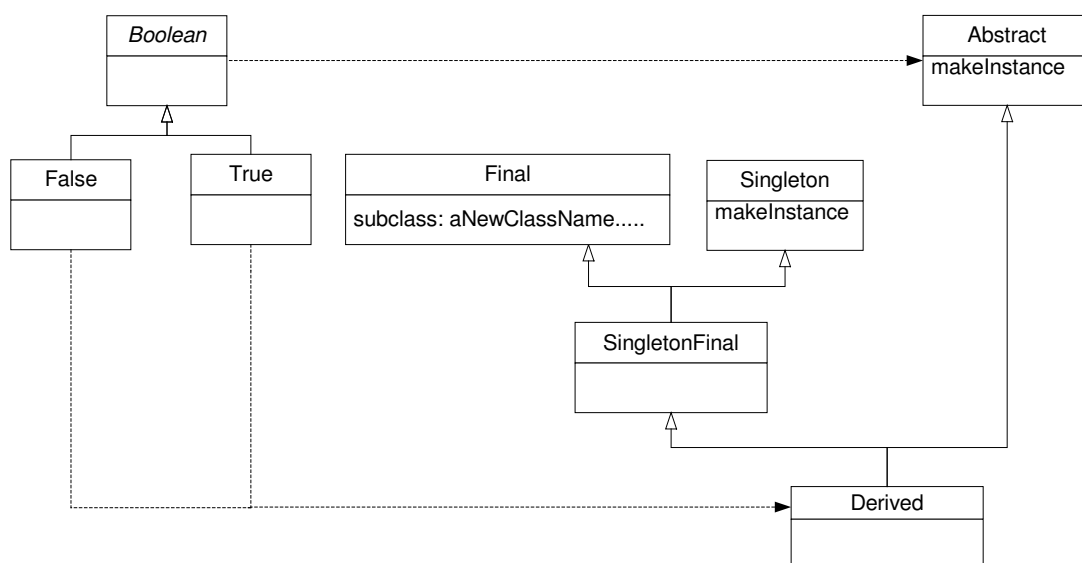 Boolean
Abstract
makeInstance
False
True
Final
subclass: aNewClassName.....
Singleton
makeInstance
SingletonFinal
Derived